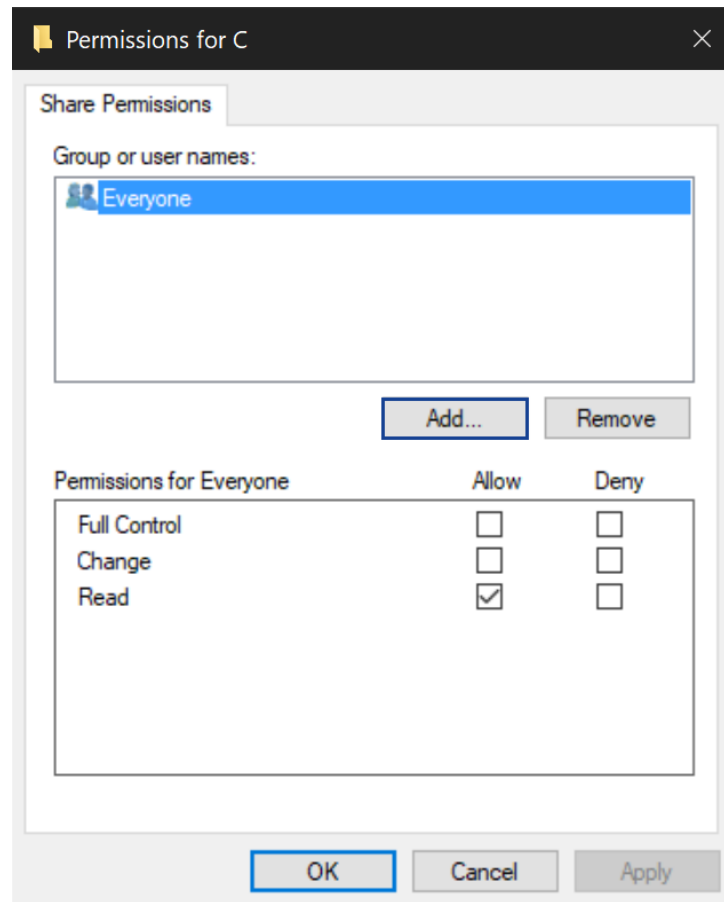 Permissions for C
Share Permissions
Group or user names:
Everyone
Add... Remove
Permissions for Everyone Allow Deny
Full Control
Change
Read
OK Cancel Apply